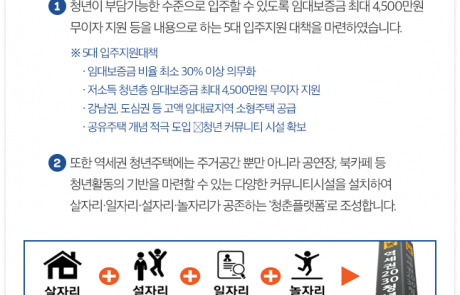 1 청년이 부담가능한 수준으로 입주할 수 있도록 임대보증금 최대 4,500만원
무이자 지원 등을 내용으로 하는 5대 입주지원 대책을 마련하였습니다.
※ 5대 입주지원대책
· 임대보증금 비율 최소 30% 이상 의무화
· 저소득 청년층 임대보증금 최대 4,500만원 무이자 지원
· 강남권, 도심권 등 고액 임대료지역 소형주택 공급
· 공유주택 개념 적극 도입 청년 커뮤니티 시설 확보
2 또한 역세권 청년주택에는 주거공간 뿐만 아니라 공연장, 북카페 등
청년활동의 기반을 마련할 수 있는 다양한 커뮤니티시설을 설치하여
살자리·일자리·설자리·놀자리가 공존하는 '청춘플랫폼'로 조성합니다.
살자리 + 설자리 + 일자리 + 놀자리
역세권 2030 청